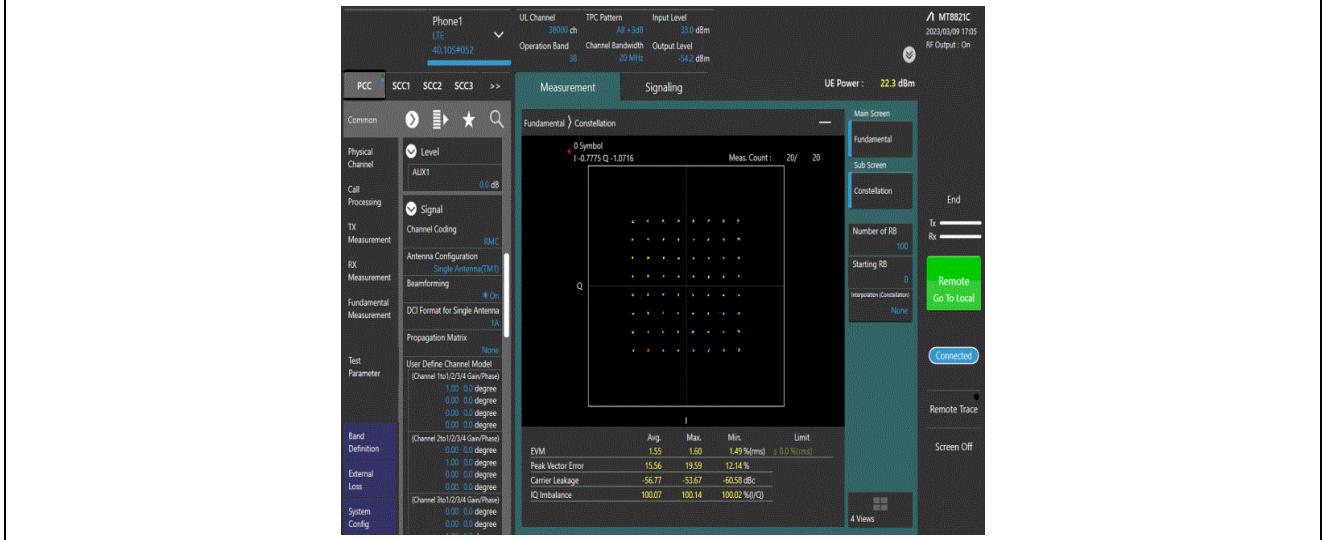 Phone1
LTE
40.105#052
UL Channel
36000 ch
Operation Band
38
TPC Pattern
All +3dB
Channel Bandwidth
20 MHz
Input Level
33.0 dBm
Output Level
-54.2 dBm
MT8821C
2023/03/09 17:05
RF Output : On
PCC SCC1 SCC2 SCC3 >>
Measurement Signaling
UE Power : 22.3 dBm
Common
Physical
Channel
Call
Processing
TX
Measurement
RX
Measurement
Fundamental
Measurement
Test
Parameter
Band
Definition
External
Loss
System
Config
Level
AUX1
0.0 dB
Signal
Channel Coding
RMC
Antenna Configuration
Single Antenna(TM1)
Beamforming
On
DCI Format for Single Antenna
1A
Propagation Matrix
None
User Define Channel Model
(Channel 1to1/2/3/4 Gain/Phase)
1.00 0.0 degree
0.00 0.0 degree
0.00 0.0 degree
0.00 0.0 degree
(Channel 2to1/2/3/4 Gain/Phase)
0.00 0.0 degree
1.00 0.0 degree
0.00 0.0 degree
0.00 0.0 degree
(Channel 3to1/2/3/4 Gain/Phase)
0.00 0.0 degree
0.00 0.0 degree
Fundamental 〉 Constellation
0 Symbol
I -0.7775 Q -1.0716
Meas. Count : 20/ 20
Q
I
Avg. Max. Min. Limit
EVM 1.55 1.60 1.49 %(rms) ≤ 8.0 %(rms)
Peak Vector Error 15.56 19.59 12.14 %
Carrier Leakage -56.77 -53.67 -60.58 dBc
IQ Imbalance 100.07 100.14 100.02 %(I/Q)
Main Screen
Fundamental
Sub Screen
Constellation
Number of RB
100
Starting RB
0
Interpolation (Constellation)
None
4 Views
End
Tx
Rx
Remote
Go To Local
Connected
Remote Trace
Screen Off